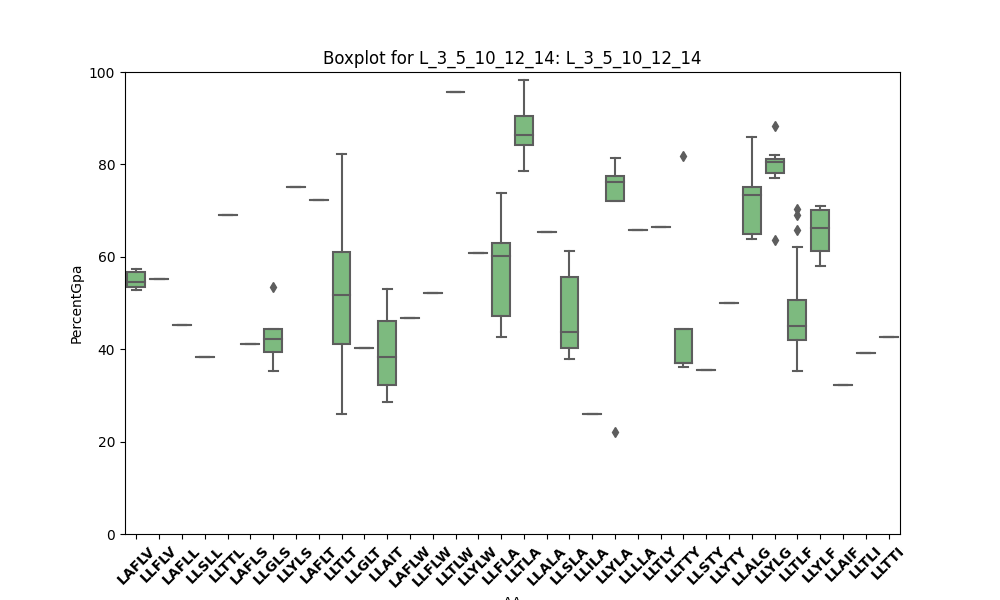 Boxplot for L_3_5_10_12_14: L_3_5_10_12_14
100
80
60
40
20
0
PercentGpa
LAFLV LLFLV LAFLL LLSLL LLTTL LAFLS LLGLS LLYLS LAFLT LLTLT LLGLT LLAIT LAFLW LLFLW LLTLW LLYLW LLFLA LLTLA LLALA LLSLA LLILA LLYLA LLLLA LLTLY LLTTY LLSTY LLYTY LLALG LLYLG LLTLF LLYLF LLAIF LLTLI LLTTI